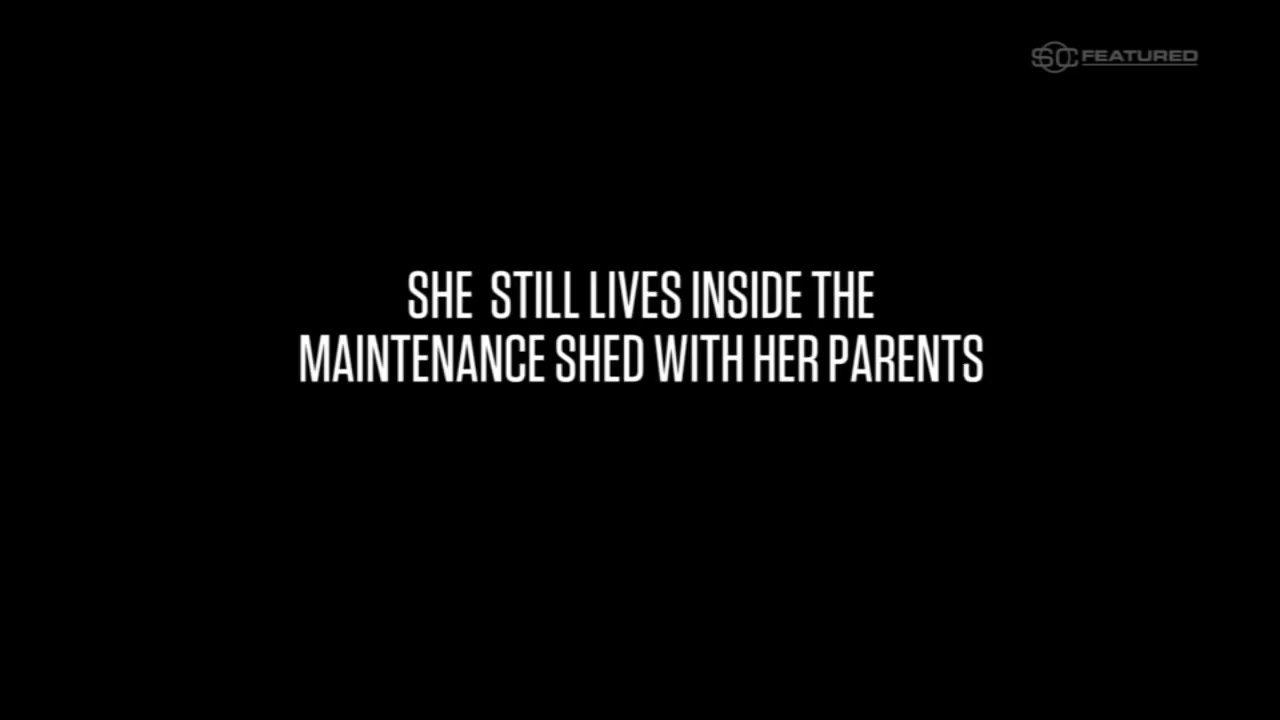 SC FEATURED
SHE STILL LIVES INSIDE THE
MAINTENANCE SHED WITH HER PARENTS